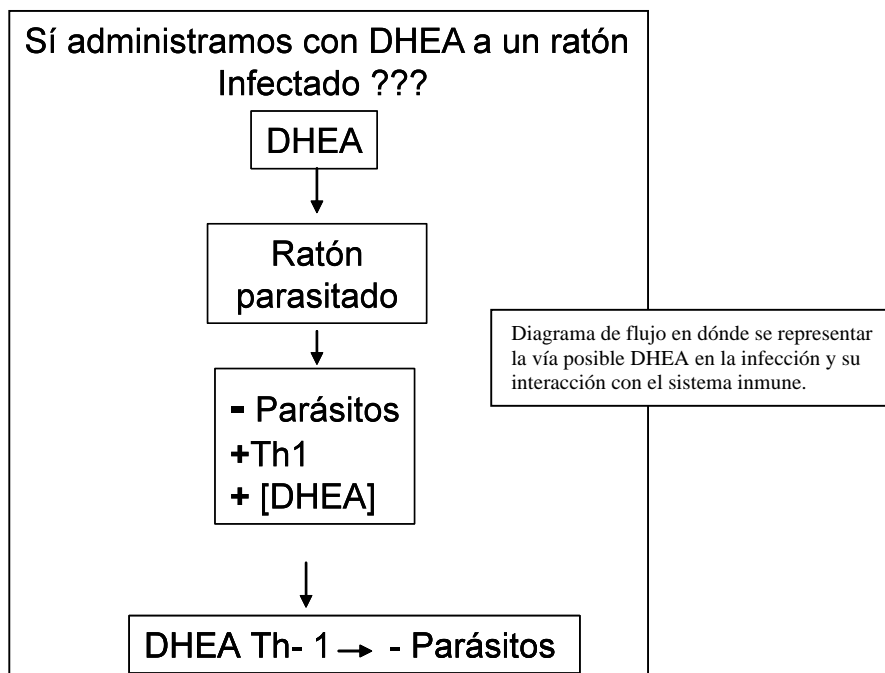 Sí administramos con DHEA a un ratón
Infectado ???
DHEA
Ratón
parasitado
Diagrama de flujo en dónde se representar
la vía posible DHEA en la infección y su
interacción con el sistema inmune.
- Parásitos
+Th1
+ [DHEA]
DHEA Th- 1 → - Parásitos